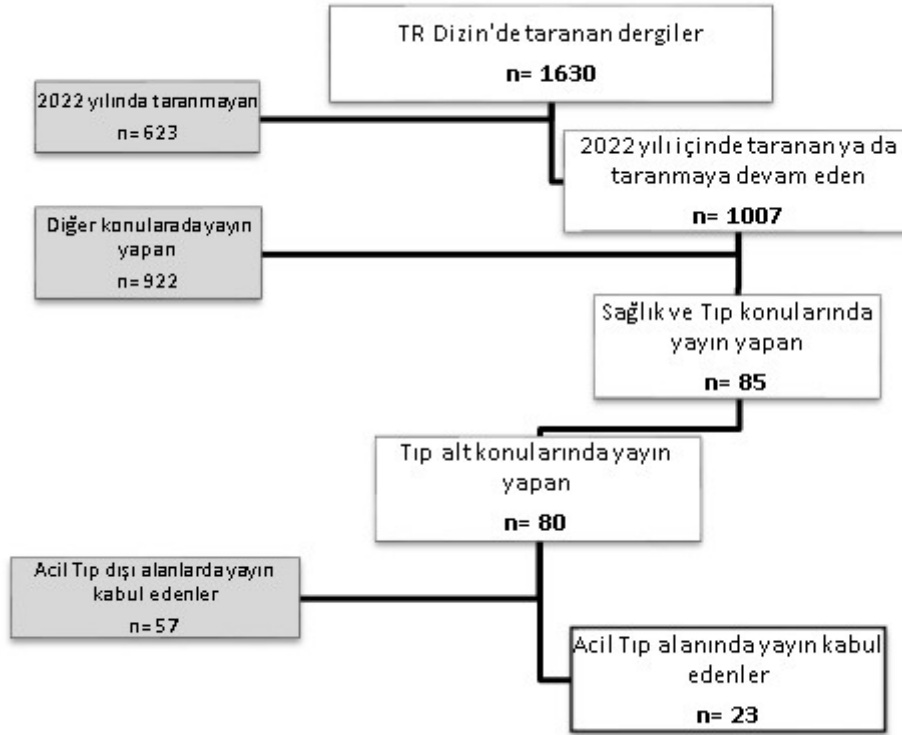 TR Dizin'de taranan dergiler
n= 1630
2022 yılında taranmayan
n=623
2022 yılı içinde taranan ya da
taranmaya devam eden
n= 1007
Diğer konularada yayın
yapan
n=922
Sağlık ve Tıp konularında
yayın yapan
n= 85
Tıp alt konularında yayın
yapan
n= 80
Acil Tıp dışı alanlarda yayın
kabul edenler
n=57
Acil Tıp alanında yayın kabul
edenler
n= 23